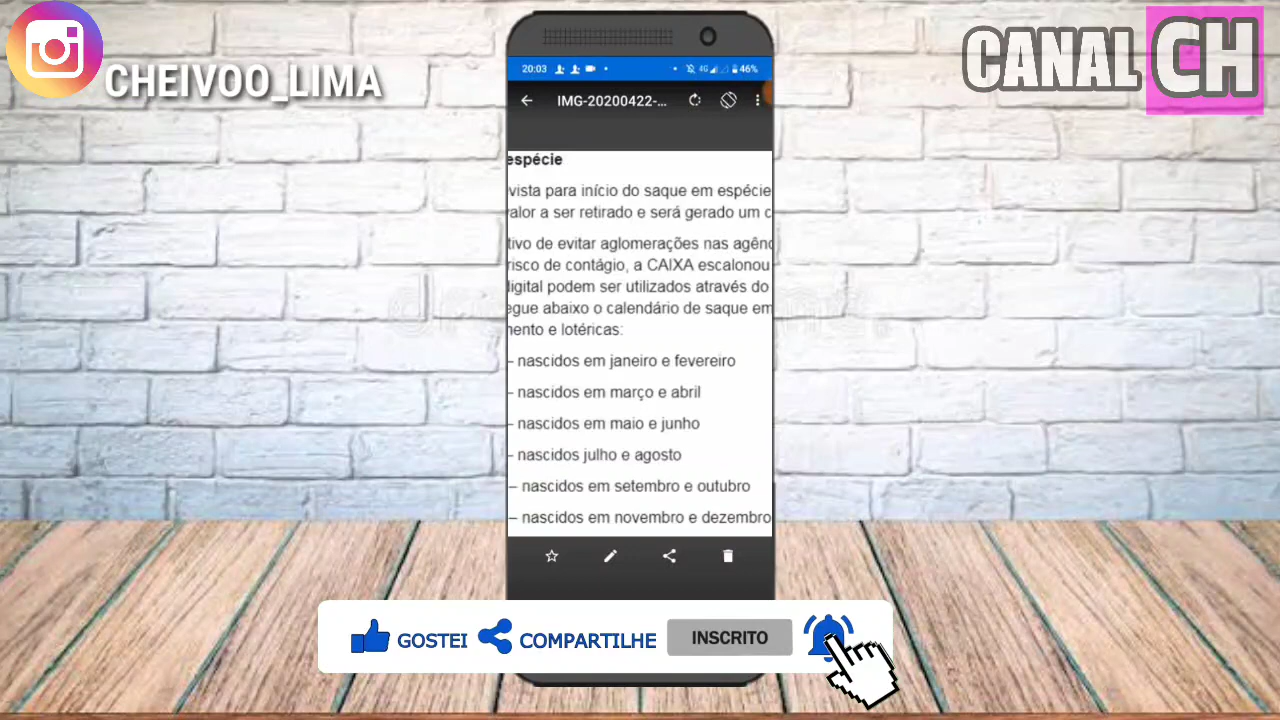 CHEIVOO_LIMA
CANAL CH
20:03 4G 46%
IMG-20200422-...
espécie
vista para início do saque em espécie
valor a ser retirado e será gerado um c
tivo de evitar aglomerações nas agênc
risco de contágio, a CAIXA escalonou
digital podem ser utilizados através do
egue abaixo o calendário de saque em
nento e lotéricas:
– nascidos em janeiro e fevereiro
– nascidos em março e abril
– nascidos em maio e junho
– nascidos julho e agosto
– nascidos em setembro e outubro
– nascidos em novembro e dezembro
GOSTEI COMPARTILHE INSCRITO